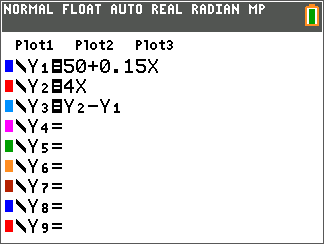 NORMAL FLOAT AUTO REAL RADIAN MP
Plot1 Plot2 Plot3
\Y₁=50+0.15X
\Y₂=4X
\Y₃=Y₂-Y₁
\Y₄=
\Y₅=
\Y₆=
\Y₇=
\Y₈=
\Y₉=